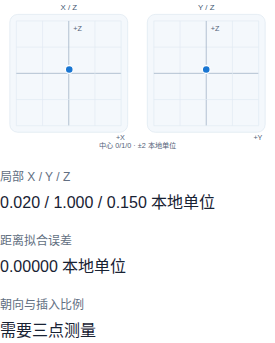 X / Z
Y / Z
+Z
+Z
+X
+Y
中心 0/1/0 · ±2 本地单位
局部 X / Y / Z
0.020 / 1.000 / 0.150 本地单位
距离拟合误差
0.00000 本地单位
朝向与插入比例
需要三点测量